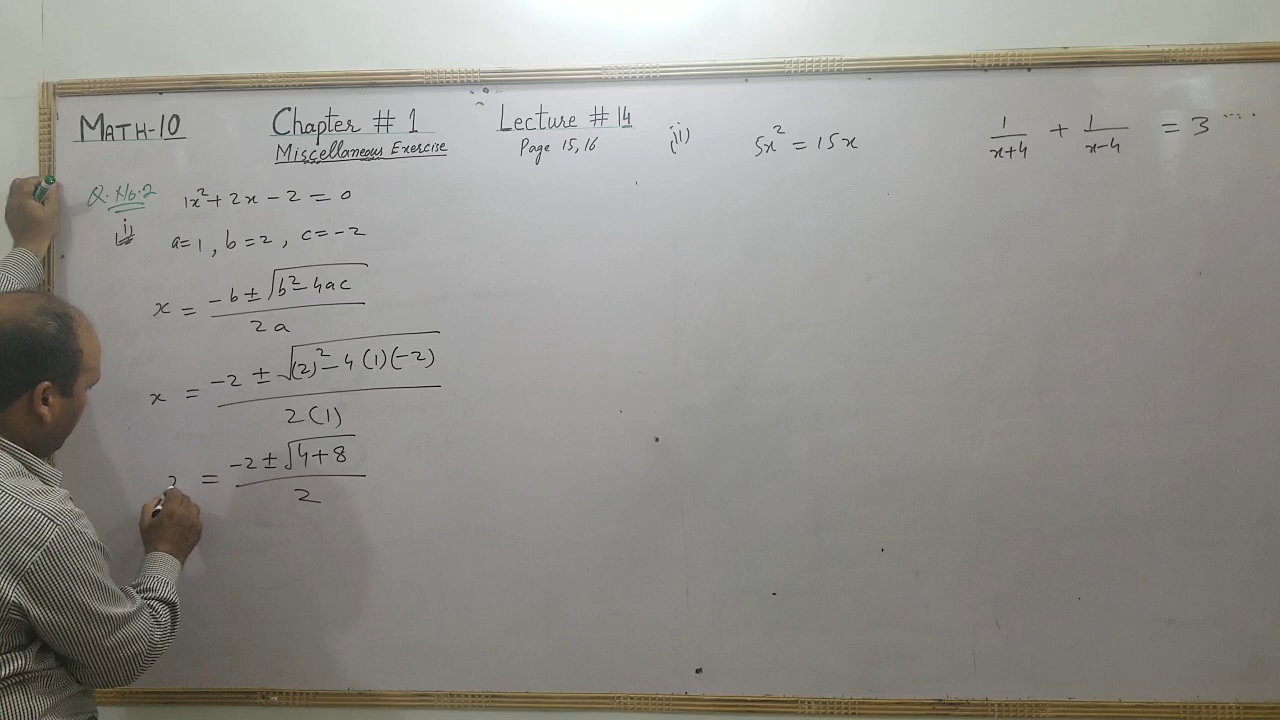 MATH-10 Chapter # 1 Lecture # 14
Miscellaneous Exercise Page 15, 16
Q.No.2 1x² + 2x - 2 = 0
i) a=1, b=2, c=-2
x = (-b ± √(b² - 4ac)) / 2a
x = (-2 ± √((2)² - 4(1)(-2))) / 2(1)
= (-2 ± √(4+8)) / 2
ii) 5x² = 15x
1/(x+4) + 1/(x-4) = 3